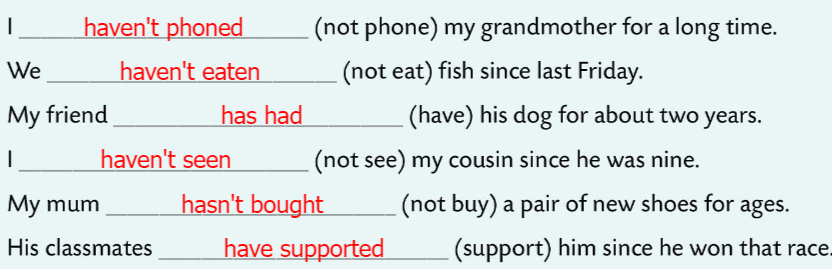 I haven't phoned (not phone) my grandmother for a long time.
We haven't eaten (not eat) fish since last Friday.
My friend has had (have) his dog for about two years.
I haven't seen (not see) my cousin since he was nine.
My mum hasn't bought (not buy) a pair of new shoes for ages.
His classmates have supported (support) him since he won that race.